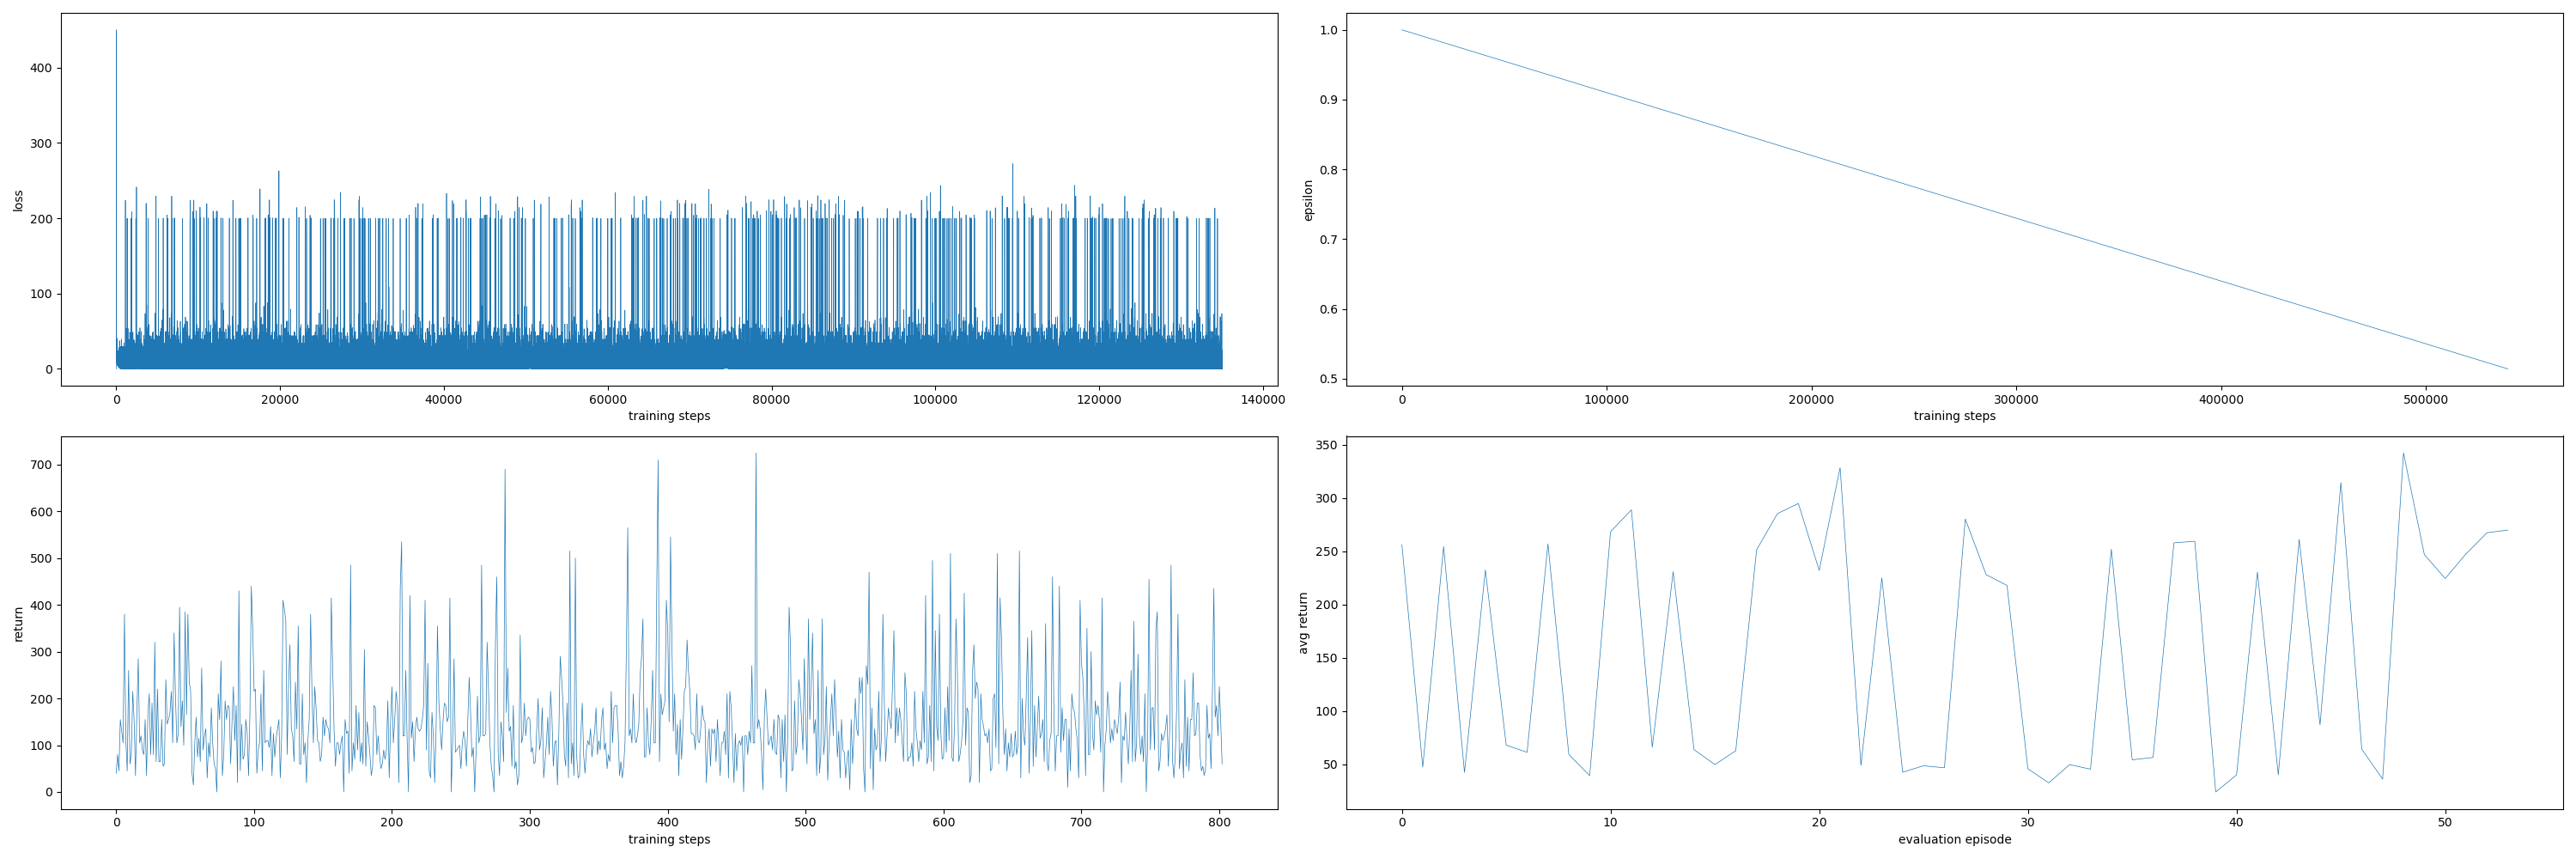 400
300
200
100
0
loss
0 20000 40000 60000 80000 100000 120000 140000
training steps
1.0
0.9
0.8
0.7
0.6
0.5
epsilon
0 100000 200000 300000 400000 500000
training steps
700
600
500
400
300
200
100
0
return
0 100 200 300 400 500 600 700 800
training steps
350
300
250
200
150
100
50
avg return
0 10 20 30 40 50
evaluation episode